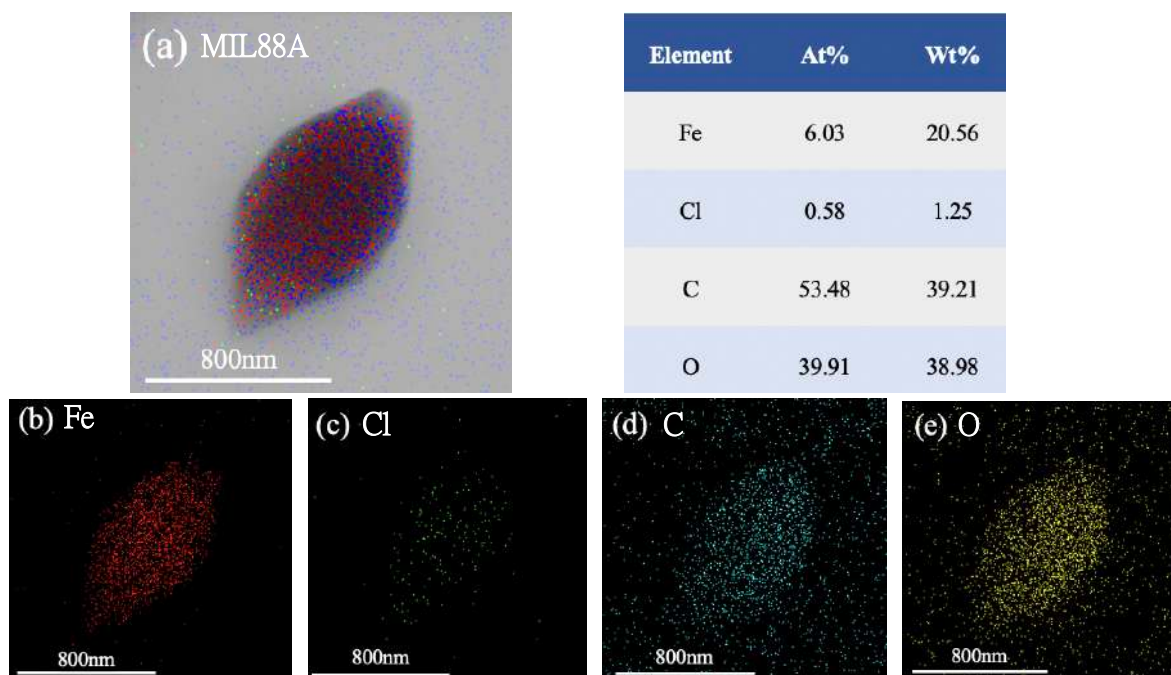 (a) MIL88A
800nm
Element At% Wt%
Fe 6.03 20.56
Cl 0.58 1.25
C 53.48 39.21
O 39.91 38.98
(b) Fe
800nm
(c) Cl
800nm
(d) C
800nm
(e) O
800nm